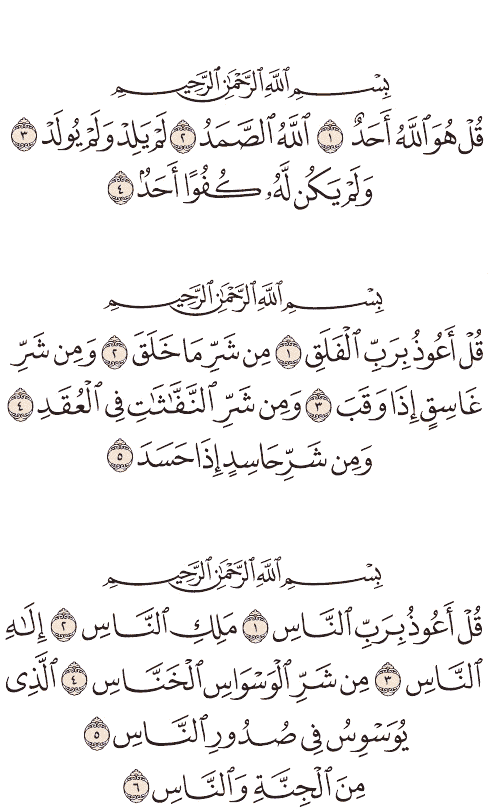 بِسْمِ ٱللَّهِ ٱلرَّحْمَٰنِ ٱلرَّحِيمِ
قُلْ هُوَ ٱللَّهُ أَحَدٌ ١ ٱللَّهُ ٱلصَّمَدُ ٢ لَمْ يَلِدْ وَلَمْ يُولَدْ ٣
وَلَمْ يَكُن لَّهُۥ كُفُوًا أَحَدٌۢ ٤
بِسْمِ ٱللَّهِ ٱلرَّحْمَٰنِ ٱلرَّحِيمِ
قُلْ أَعُوذُ بِرَبِّ ٱلْفَلَقِ ١ مِن شَرِّ مَا خَلَقَ ٢ وَمِن شَرِّ
غَاسِقٍ إِذَا وَقَبَ ٣ وَمِن شَرِّ ٱلنَّفَّٰثَٰتِ فِى ٱلْعُقَدِ ٤
وَمِن شَرِّ حَاسِدٍ إِذَا حَسَدَ ٥
بِسْمِ ٱللَّهِ ٱلرَّحْمَٰنِ ٱلرَّحِيمِ
قُلْ أَعُوذُ بِرَبِّ ٱلنَّاسِ ١ مَلِكِ ٱلنَّاسِ ٢ إِلَٰهِ
ٱلنَّاسِ ٣ مِن شَرِّ ٱلْوَسْوَاسِ ٱلْخَنَّاسِ ٤ ٱلَّذِى
يُوَسْوِسُ فِى صُدُورِ ٱلنَّاسِ ٥
مِنَ ٱلْجِنَّةِ وَٱلنَّاسِ ٦